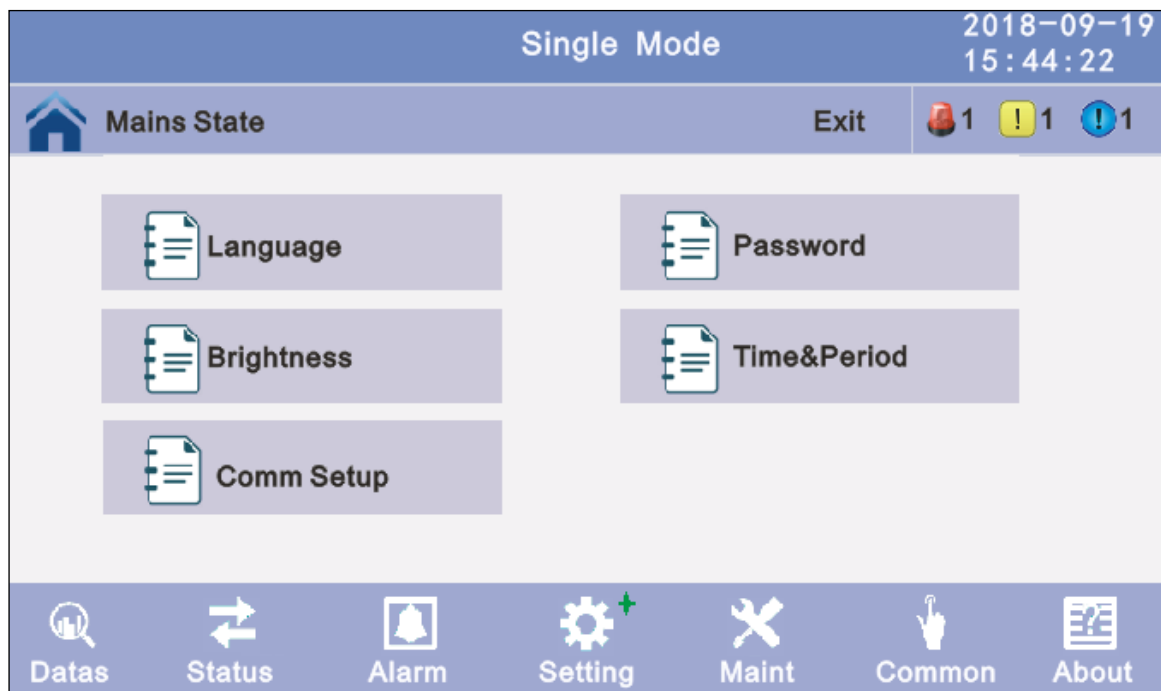 Single Mode
2018-09-19
15:44:22
Mains State
Exit
1
! 1
! 1
Language
Password
Brightness
Time&Period
Comm Setup
Datas
Status
Alarm
Setting
Maint
Common
About